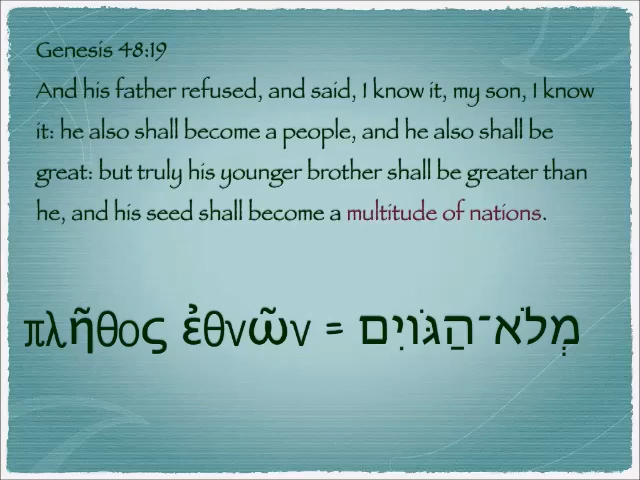 Genesis 48:19
And his father refused, and said, I know it, my son, I know
it: he also shall become a people, and he also shall be
great: but truly his younger brother shall be greater than
he, and his seed shall become a multitude of nations.
πλῆθος ἐθνῶν = מְלֹא־הַגֹּויִם